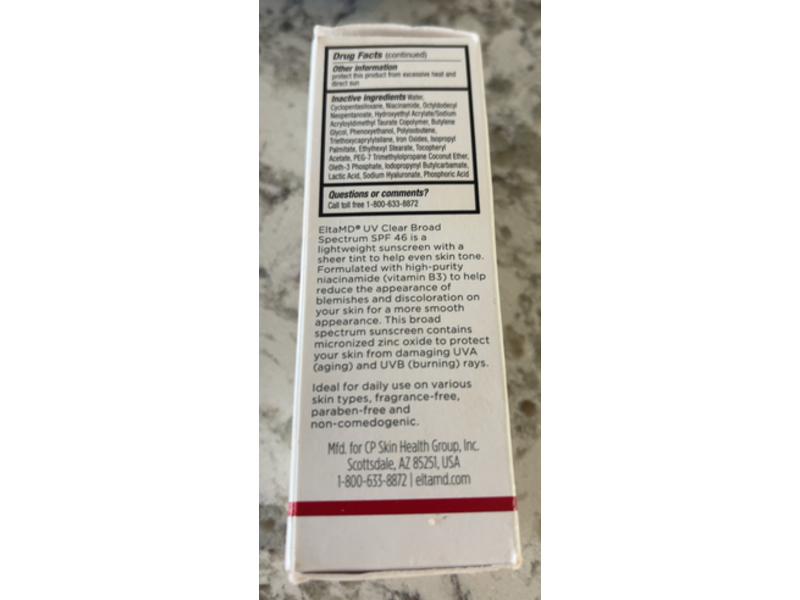 Drug Facts (continued)
Other information
protect this product from excessive heat and
direct sun
Inactive ingredients Water,
Cyclopentasiloxane, Niacinamide, Octyldodecyl
Neopentanoate, Hydroxyethyl Acrylate/Sodium
Acryloyldimethyl Taurate Copolymer, Butylene
Glycol, Phenoxyethanol, Polyisobutene,
Triethoxycaprylylsilane, Iron Oxides, Isopropyl
Palmitate, Ethylhexyl Stearate, Tocopheryl
Acetate, PEG-7 Trimethylolpropane Coconut Ether,
Oleth-3 Phosphate, Iodopropynyl Butylcarbamate,
Lactic Acid, Sodium Hyaluronate, Phosphoric Acid
Questions or comments?
Call toll free 1-800-633-8872
EltaMD® UV Clear Broad
Spectrum SPF 46 is a
lightweight sunscreen with a
sheer tint to help even skin tone.
Formulated with high-purity
niacinamide (vitamin B3) to help
reduce the appearance of
blemishes and discoloration on
your skin for a more smooth
appearance. This broad
spectrum sunscreen contains
micronized zinc oxide to protect
your skin from damaging UVA
(aging) and UVB (burning) rays.
Ideal for daily use on various
skin types, fragrance-free,
paraben-free and
non-comedogenic.
Mfd. for CP Skin Health Group, Inc.
Scottsdale, AZ 85251, USA
1-800-633-8872 | eltamd.com